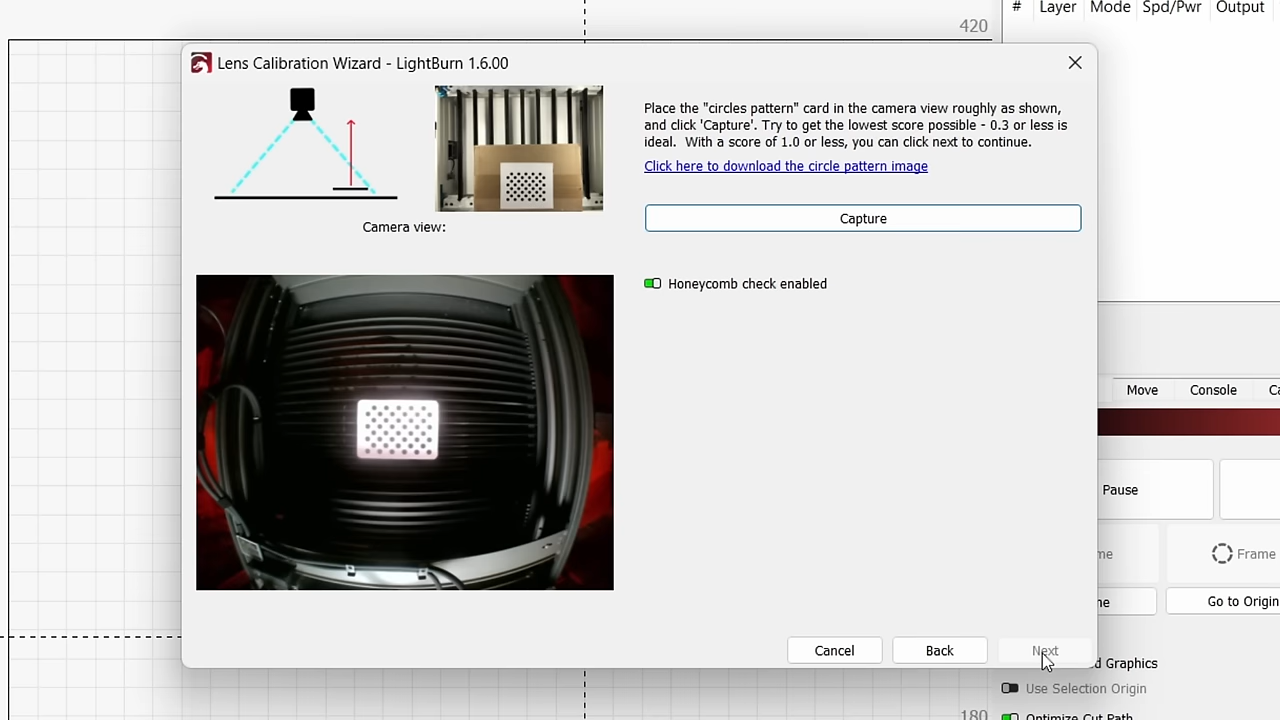 # Layer Mode Spd/Pwr Output
420
Lens Calibration Wizard - LightBurn 1.6.00
Place the "circles pattern" card in the camera view roughly as shown,
and click 'Capture'. Try to get the lowest score possible - 0.3 or less is
ideal. With a score of 1.0 or less, you can click next to continue.
Click here to download the circle pattern image
Camera view:
Capture
Honeycomb check enabled
Move Console
Pause
Frame
Go to Origin
Cancel Back Next
d Graphics
Use Selection Origin
Optimize Cut Path
180